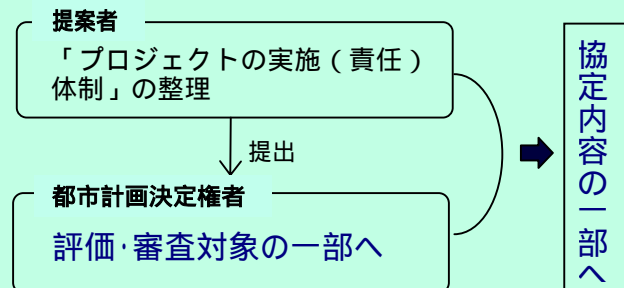 提案者
「プロジェクトの実施(責任)
体制」の整理
提出
都市計画決定権者
評価・審査対象の一部へ
協定内容の一部へ